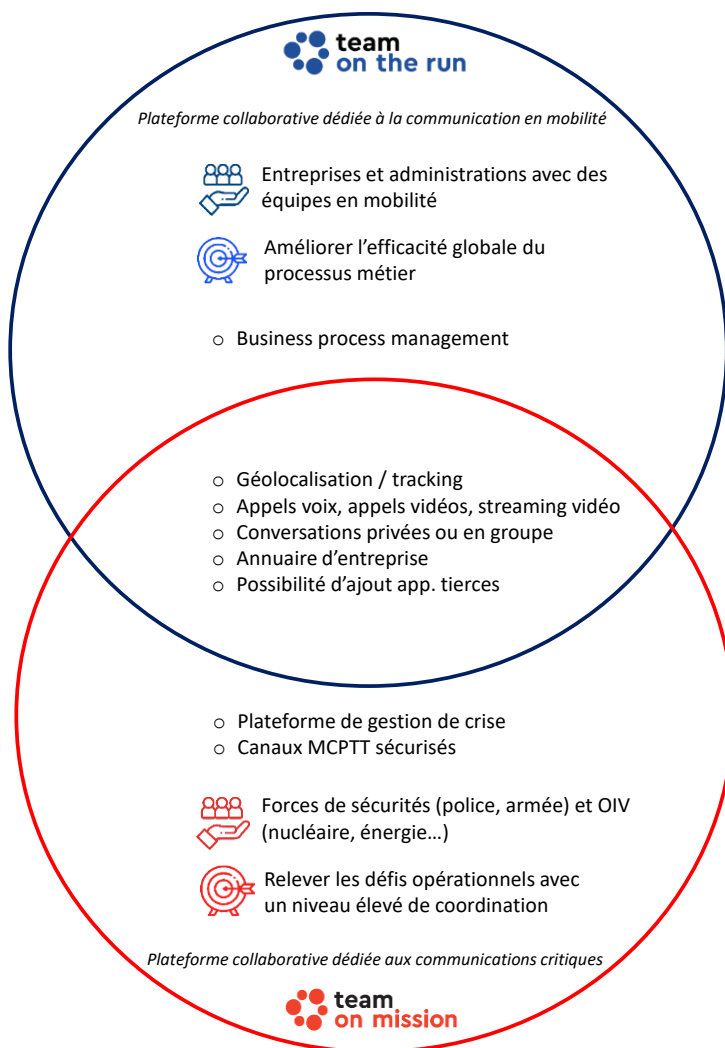 team
on the run
Plateforme collaborative dédiée à la communication en mobilité
Entreprises et administrations avec des
équipes en mobilité
Améliorer l’efficacité globale du
processus métier
o Business process management
o Géolocalisation / tracking
o Appels voix, appels vidéos, streaming vidéo
o Conversations privées ou en groupe
o Annuaire d’entreprise
o Possibilité d’ajout app. tierces
o Plateforme de gestion de crise
o Canaux MCPTT sécurisés
Forces de sécurités (police, armée) et OIV
(nucléaire, énergie…)
Relever les défis opérationnels avec
un niveau élevé de coordination
Plateforme collaborative dédiée aux communications critiques
team
on mission